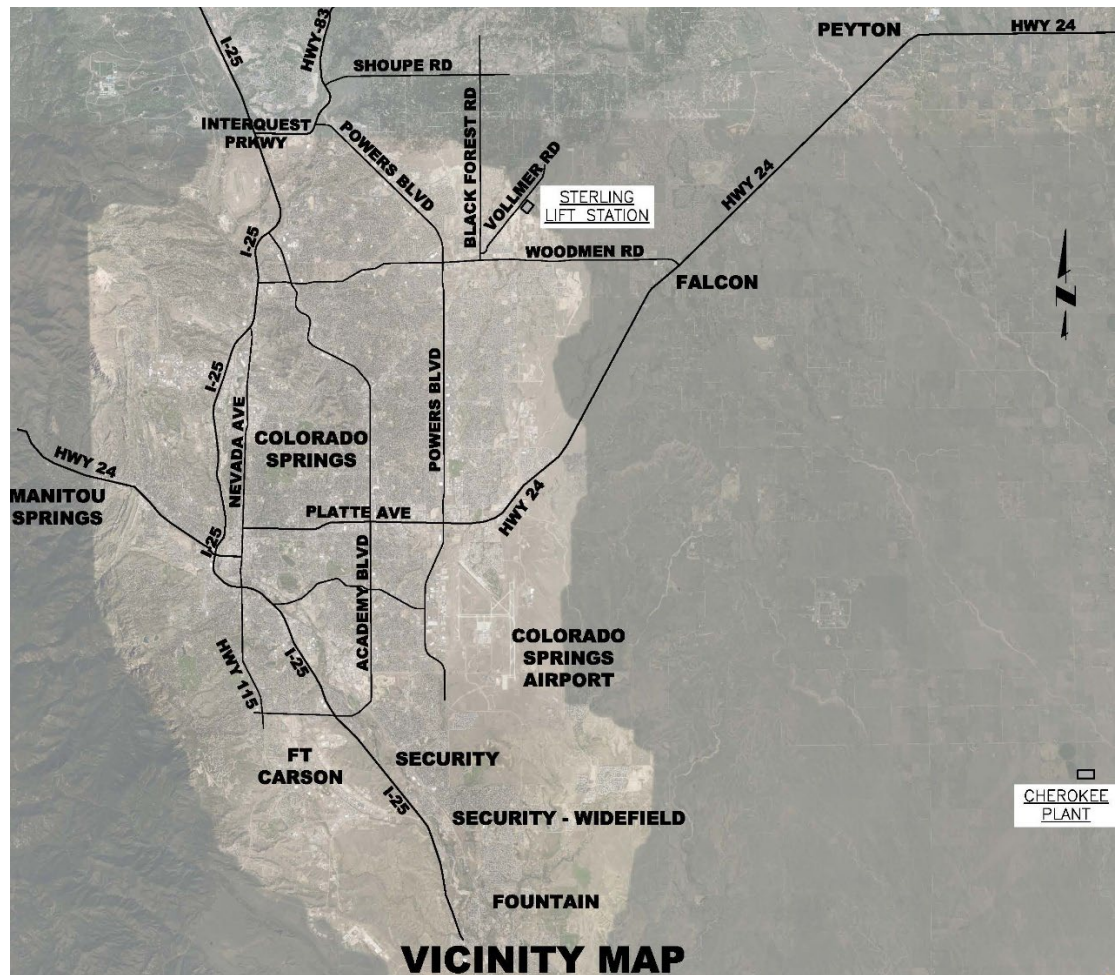 PEYTON
HWY 24
I-25
HWY-83
SHOUPE RD
INTERQUEST
PRKWY
POWERS BLVD
BLACK FOREST RD
VOLLMER RD
STERLING
LIFT STATION
HWY 24
I-25
WOODMEN RD
FALCON
Z
I-25
NEVADA AVE
COLORADO
SPRINGS
POWERS BLVD
HWY 24
MANITOU
SPRINGS
PLATTE AVE
HWY 24
I-25
ACADEMY BLVD
COLORADO
SPRINGS
AIRPORT
HWY 115
I-25
FT
CARSON
SECURITY
I-25
SECURITY - WIDEFIELD
CHEROKEE
PLANT
FOUNTAIN
VICINITY MAP